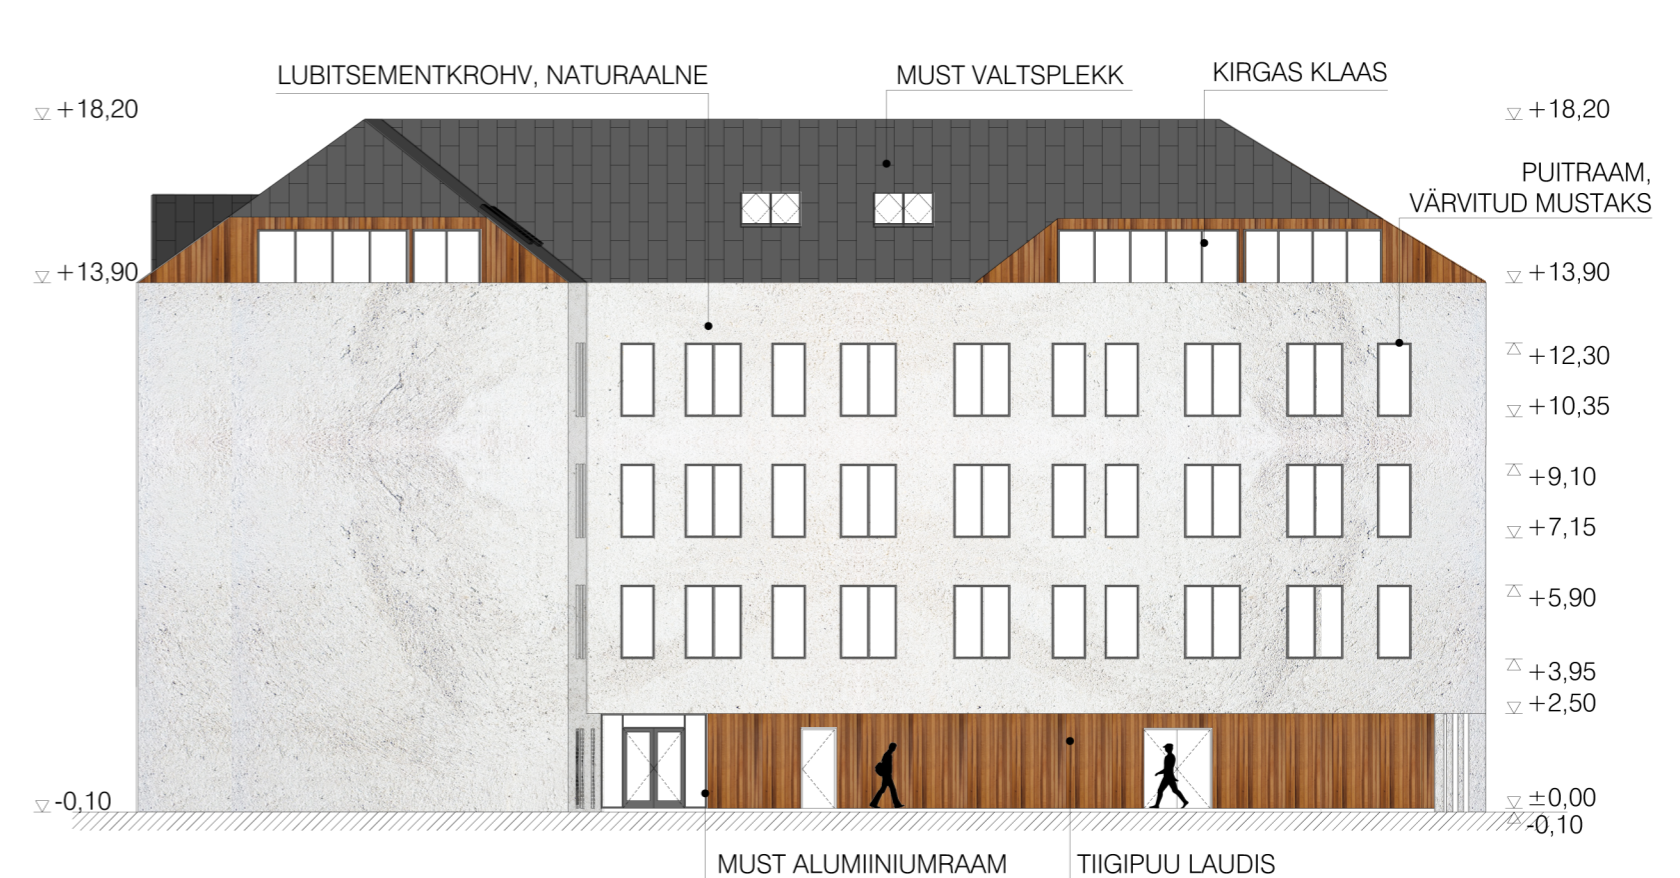 LUBITSEMENTKROHV, NATURAALNE
MUST VALTSPLEKK
KIRGAS KLAAS
+18,20
+18,20
PUITRAAM,
VÄRVITUD MUSTAKS
+13,90
+13,90
+12,30
+10,35
+9,10
+7,15
+5,90
+3,95
+2,50
-0,10
±0,00
-0,10
MUST ALUMIINIUMRAAM
TIIGIPUU LAUDIS